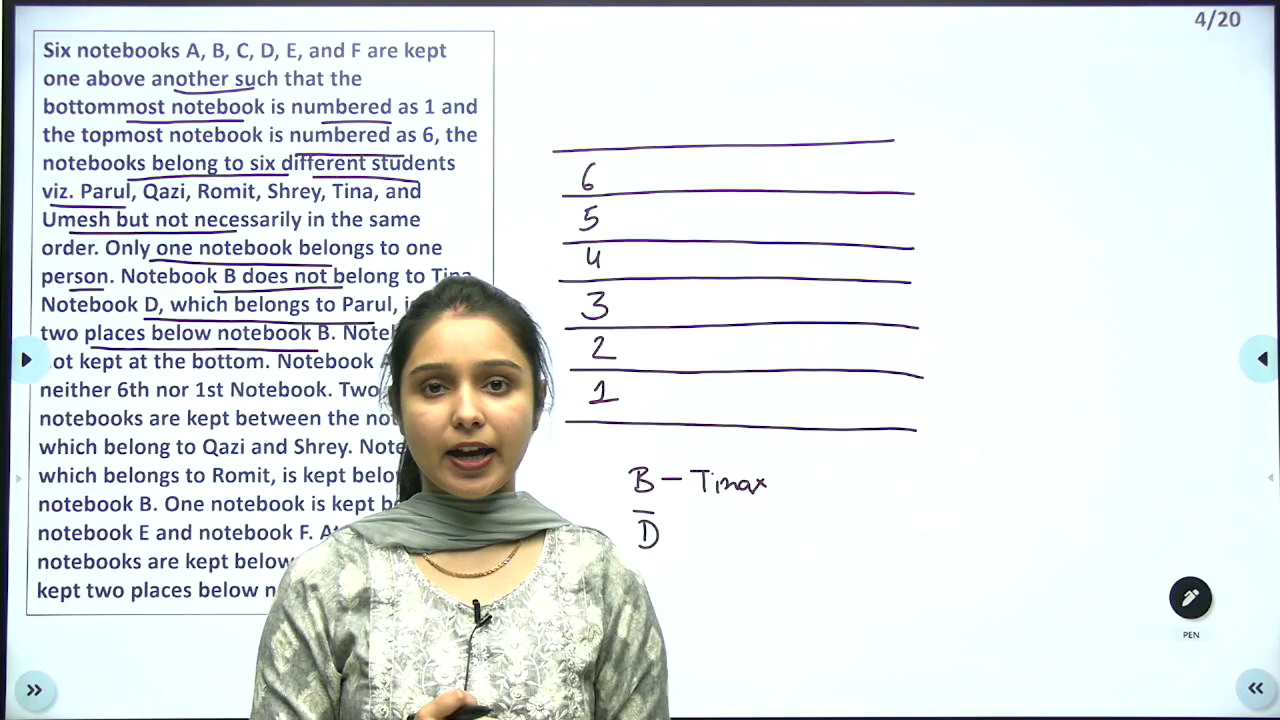 4/20
Six notebooks A, B, C, D, E, and F are kept
one above another such that the
bottommost notebook is numbered as 1 and
the topmost notebook is numbered as 6, the
notebooks belong to six different students
viz. Parul, Qazi, Romit, Shrey, Tina, and
Umesh but not necessarily in the same
order. Only one notebook belongs to one
person. Notebook B does not belong to Tina
Notebook D, which belongs to Parul,
two places below notebook B.
not kept at the bottom. Notebook
neither 6th nor 1st Notebook. Two
notebooks are kept between the
which belong to Qazi and Shrey.
which belongs to Romit, is kept
notebook B. One notebook is kept
notebook E and notebook F.
notebooks are kept below
kept two places below
6
5
4
3
2
1
B – Tina x
D
PEN